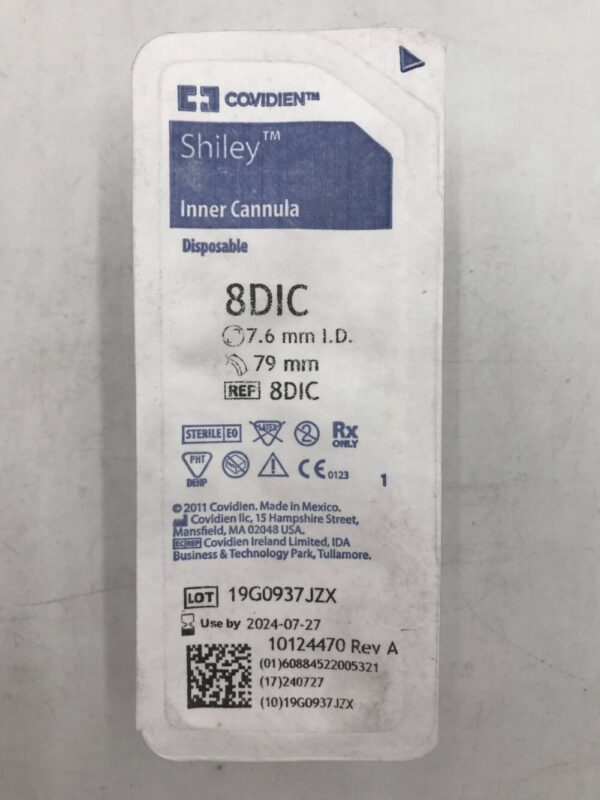 COVIDIEN™
Shiley™
Inner Cannula
Disposable
8DIC
7.6 mm I.D.
79 mm
REF 8DIC
STERILE EO LATEX 2 Rx ONLY
PHT DEHP CE 0123 1
© 2011 Covidien. Made in Mexico.
Covidien llc, 15 Hampshire Street,
Mansfield, MA 02048 USA.
EC REP Covidien Ireland Limited, IDA
Business & Technology Park, Tullamore.
LOT 19G0937JZX
Use by 2024-07-27
10124470 Rev A
(01)60884522005321
(17)240727
(10)19G0937JZX